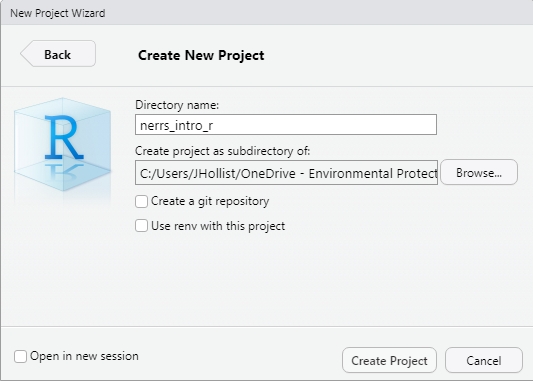 New Project Wizard
Back
Create New Project
R
Directory name:
nerrs_intro_r
Create project as subdirectory of:
C:/Users/JHollist/OneDrive - Environmental Protect
Browse...
Create a git repository
Use renv with this project
Open in new session
Create Project
Cancel